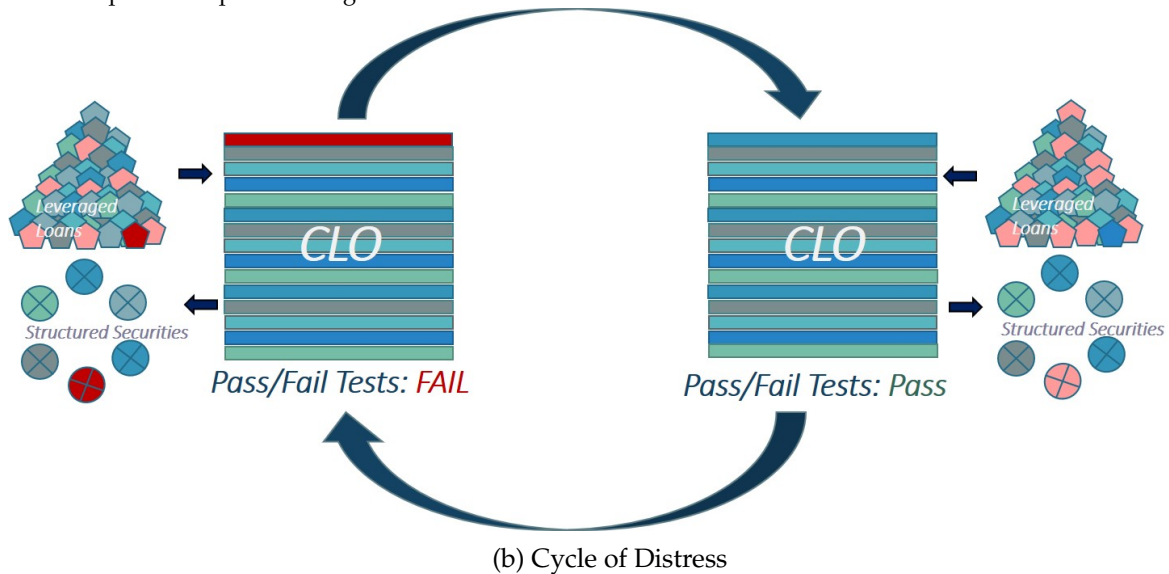 Leveraged
Loans
CLO
Structured Securities
Pass/Fail Tests: FAIL
Leveraged
Loans
CLO
Structured Securities
Pass/Fail Tests: Pass
(b) Cycle of Distress